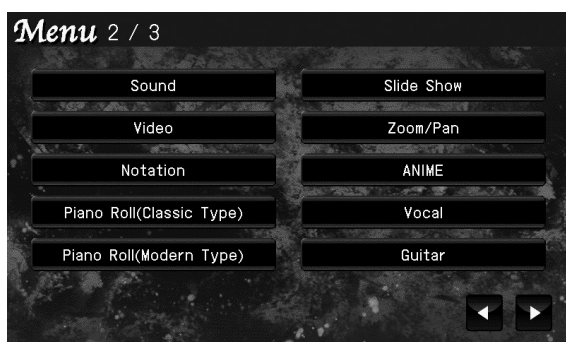 Menu 2 / 3
Sound
Slide Show
Video
Zoom/Pan
Notation
ANIME
Piano Roll(Classic Type)
Vocal
Piano Roll(Modern Type)
Guitar